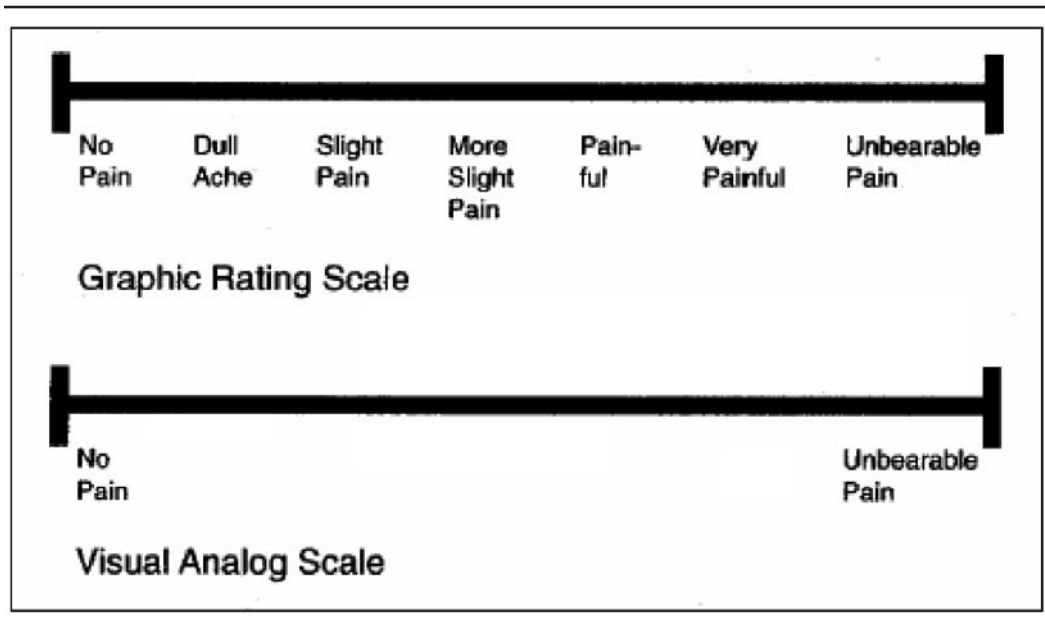 No Dull Slight More Pain- Very Unbearable
Pain Ache Pain Slight ful Painful Pain
Pain
Graphic Rating Scale
No Unbearable
Pain Pain
Visual Analog Scale